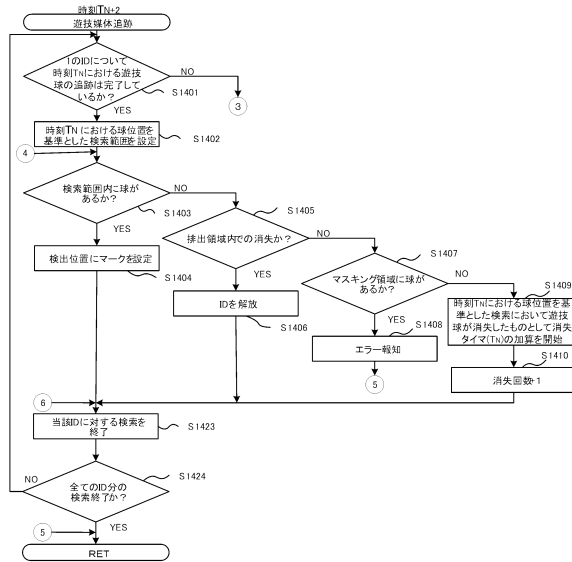 時刻TN+2
遊技媒体追跡
1のIDについて
時刻TNにおける遊技
球の追跡は完了して
いるか?
NO
S1401
3
YES
時刻TNにおける球位置を
基準とした検索範囲を設定
S1402
4
検索範囲内に球が
あるか?
NO
S1403
YES
検出位置にマークを設定
S1404
S1405
排出領域内での消失か?
NO
YES
IDを解放
S1406
S1407
マスキング領域に球が
あるか?
NO
YES
S1408
エラー報知
5
S1409
時刻TNにおける球位置を基
準とした検索において遊技
球が消失したものとして消失
タイマ(TN)の加算を開始
S1410
消失回数+1
6
当該IDに対する検索を
終了
S1423
NO
S1424
全てのID分の
検索終了か?
5
YES
RET